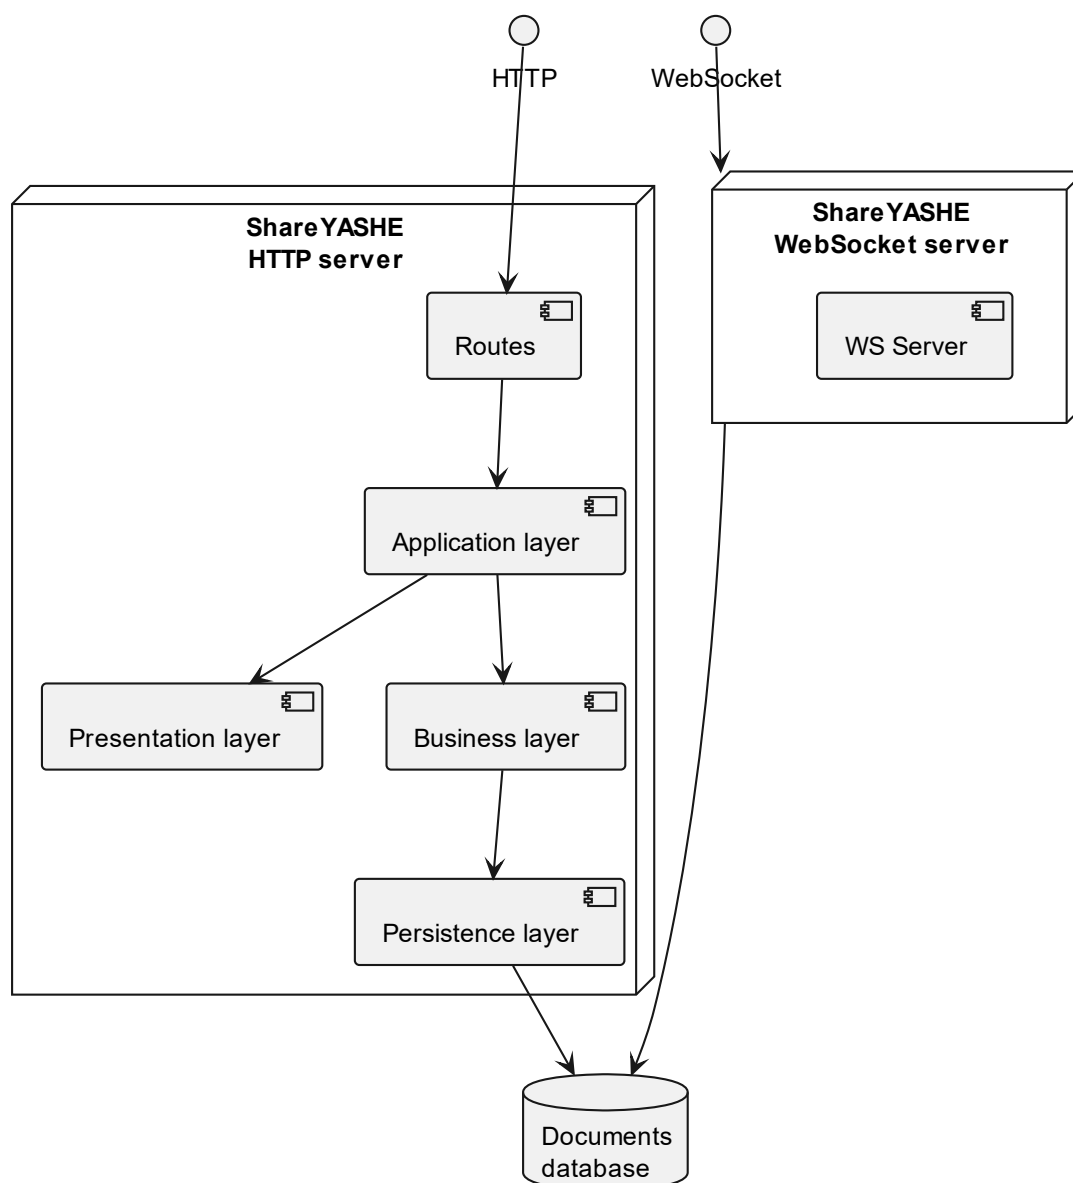 HTTP
WebSocket
ShareYASHE
HTTP server
ShareYASHE
WebSocket server
Routes
WS Server
Application layer
Presentation layer
Business layer
Persistence layer
Documents
database